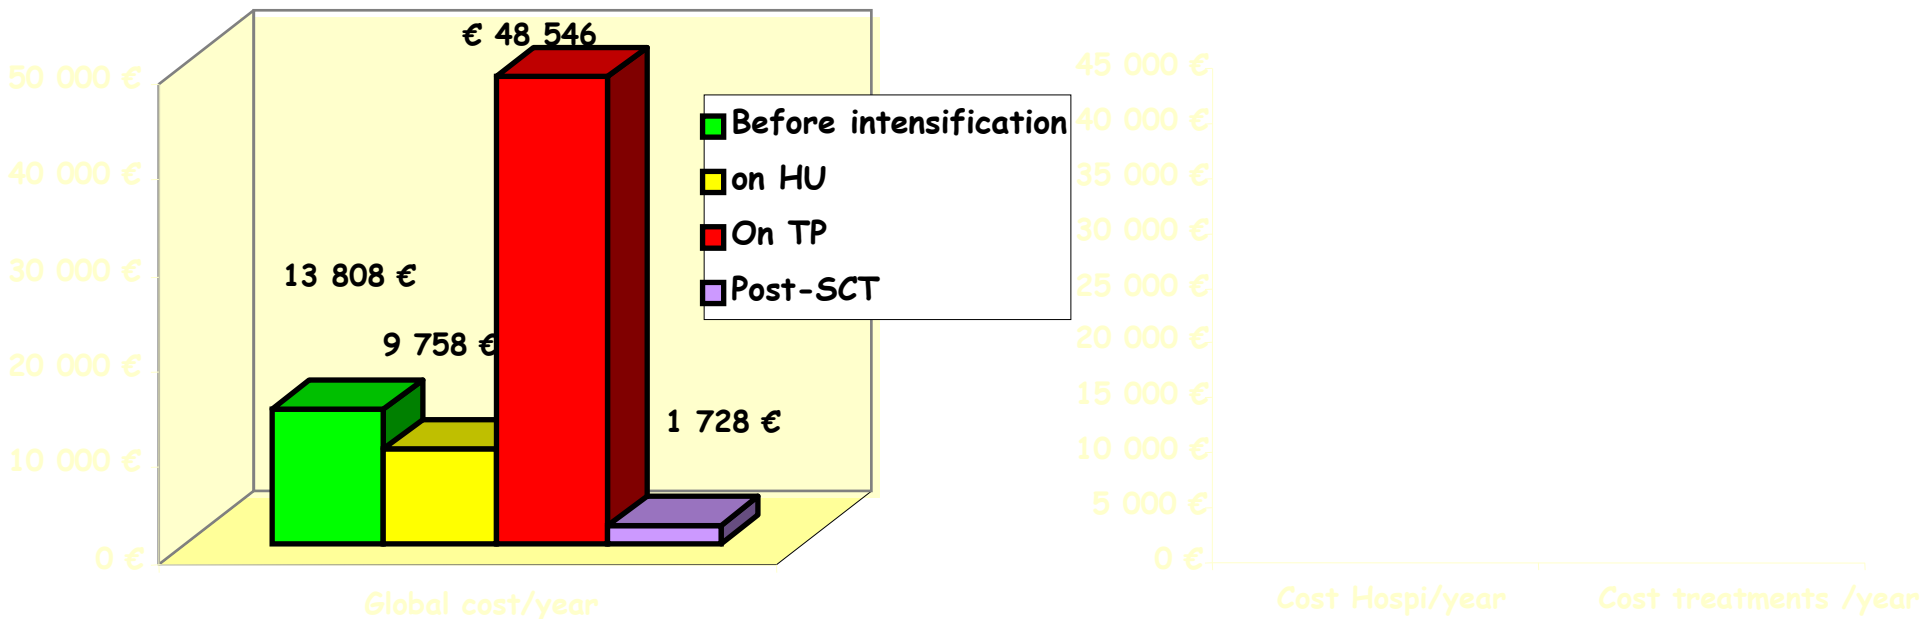 € 48 546
50 000 €
40 000 €
30 000 €
20 000 €
10 000 €
0 €
13 808 €
9 758 €
1 728 €
Global cost/year
Before intensification
on HU
On TP
Post-SCT
45 000 €
40 000 €
35 000 €
30 000 €
25 000 €
20 000 €
15 000 €
10 000 €
5 000 €
0 €
Cost Hospi/year
Cost treatments /year